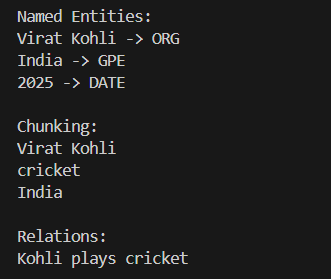 Named Entities:
Virat Kohli -> ORG
India -> GPE
2025 -> DATE
Chunking:
Virat Kohli
cricket
India
Relations:
Kohli plays cricket